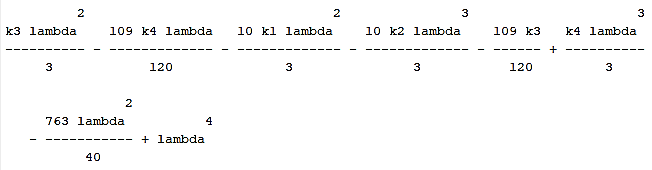 2                               2              3                       3
k3 lambda    109 k4 lambda   10 k1 lambda   10 k2 lambda    109 k3   k4 lambda
---------- - ------------- - ------------- - ------------- - ------ + ----------
     3            120              3               3           120         3
            2
  763 lambda          4
- ----------- + lambda
       40